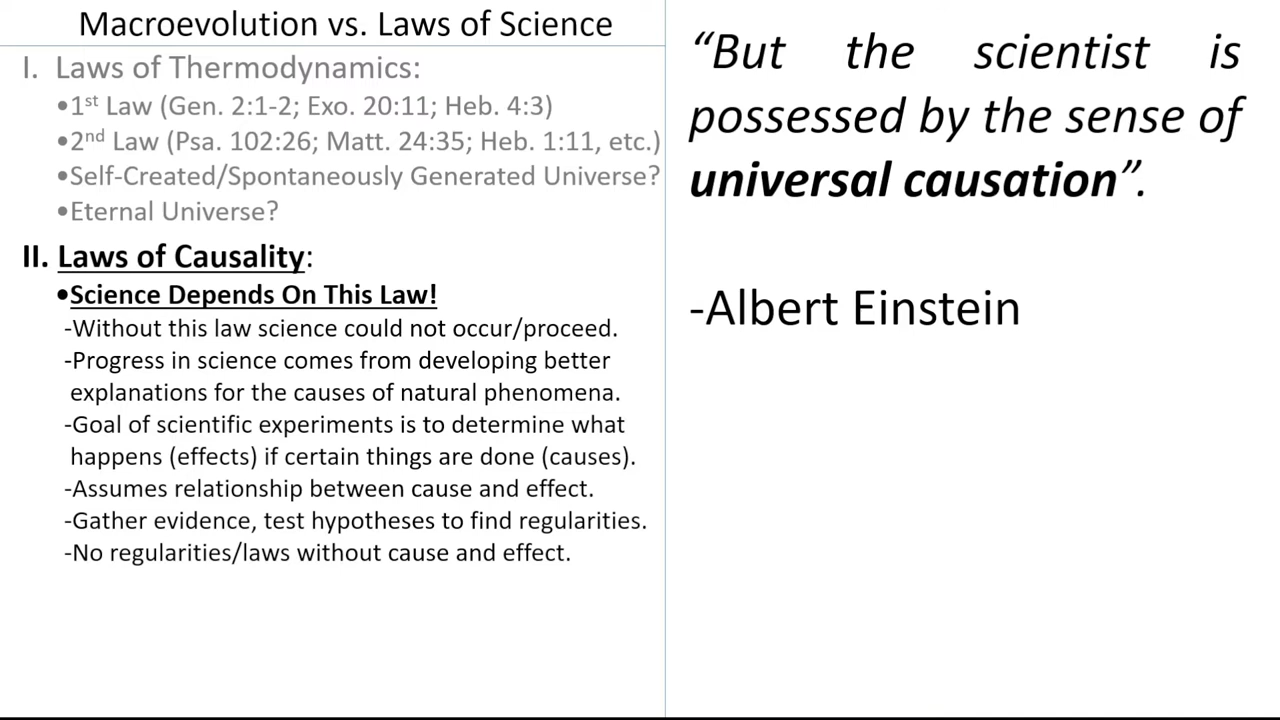 Macroevolution vs. Laws of Science
I. Laws of Thermodynamics:
•1st Law (Gen. 2:1-2; Exo. 20:11; Heb. 4:3)
•2nd Law (Psa. 102:26; Matt. 24:35; Heb. 1:11, etc.)
•Self-Created/Spontaneously Generated Universe?
•Eternal Universe?
II. Laws of Causality:
•Science Depends On This Law!
-Without this law science could not occur/proceed.
-Progress in science comes from developing better
explanations for the causes of natural phenomena.
-Goal of scientific experiments is to determine what
happens (effects) if certain things are done (causes).
-Assumes relationship between cause and effect.
-Gather evidence, test hypotheses to find regularities.
-No regularities/laws without cause and effect.
“But the scientist is
possessed by the sense of
universal causation”.
-Albert Einstein